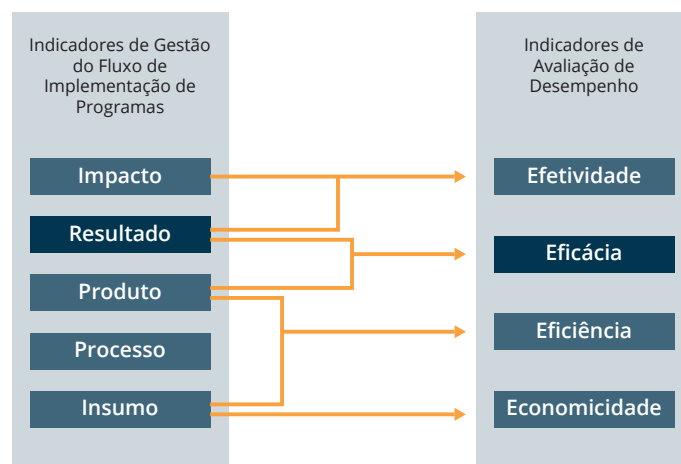 Indicadores de Gestão
do Fluxo de
Implementação de
Programas
Impacto
Resultado
Produto
Processo
Insumo
Indicadores de
Avaliação de
Desempenho
Efetividade
Eficácia
Eficiência
Economicidade